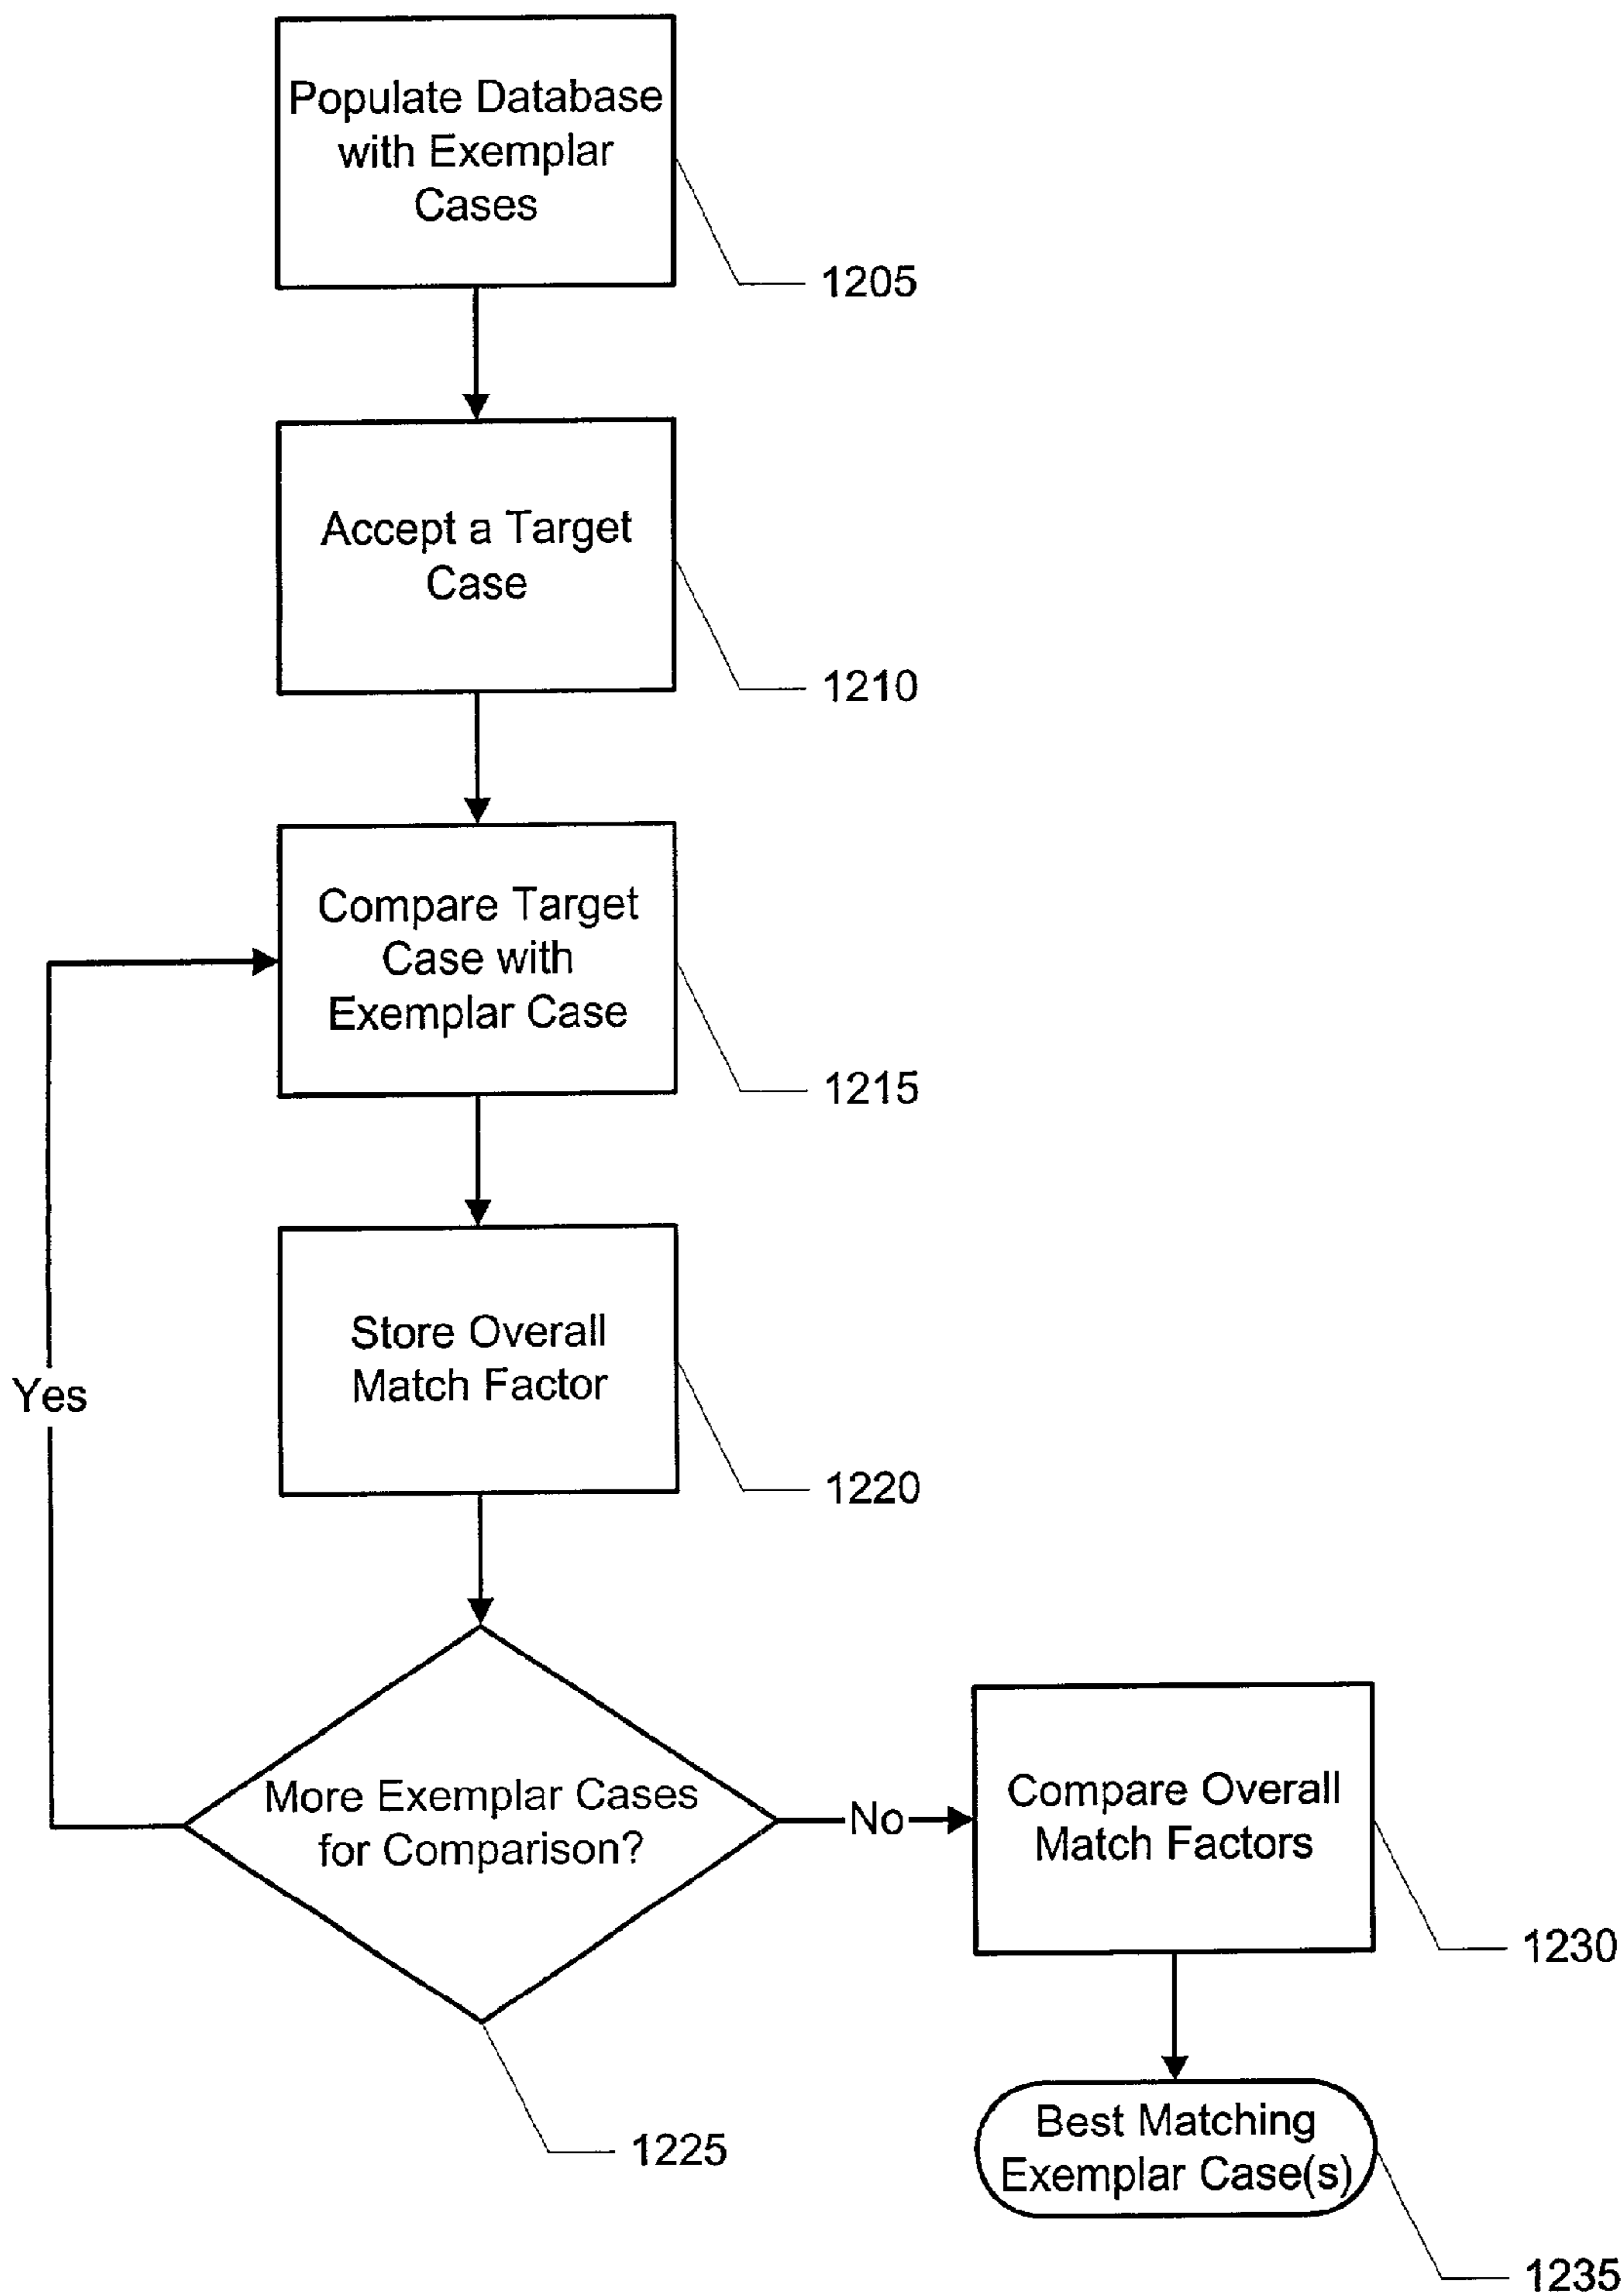 Populate Database
with Exemplar
Cases
1205
Accept a Target
Case
1210
Compare Target
Case with
Exemplar Case
1215
Store Overall
Match Factor
1220
Yes
More Exemplar Cases
for Comparison?
1225
No
Compare Overall
Match Factors
1230
Best Matching
Exemplar Case(s)
1235